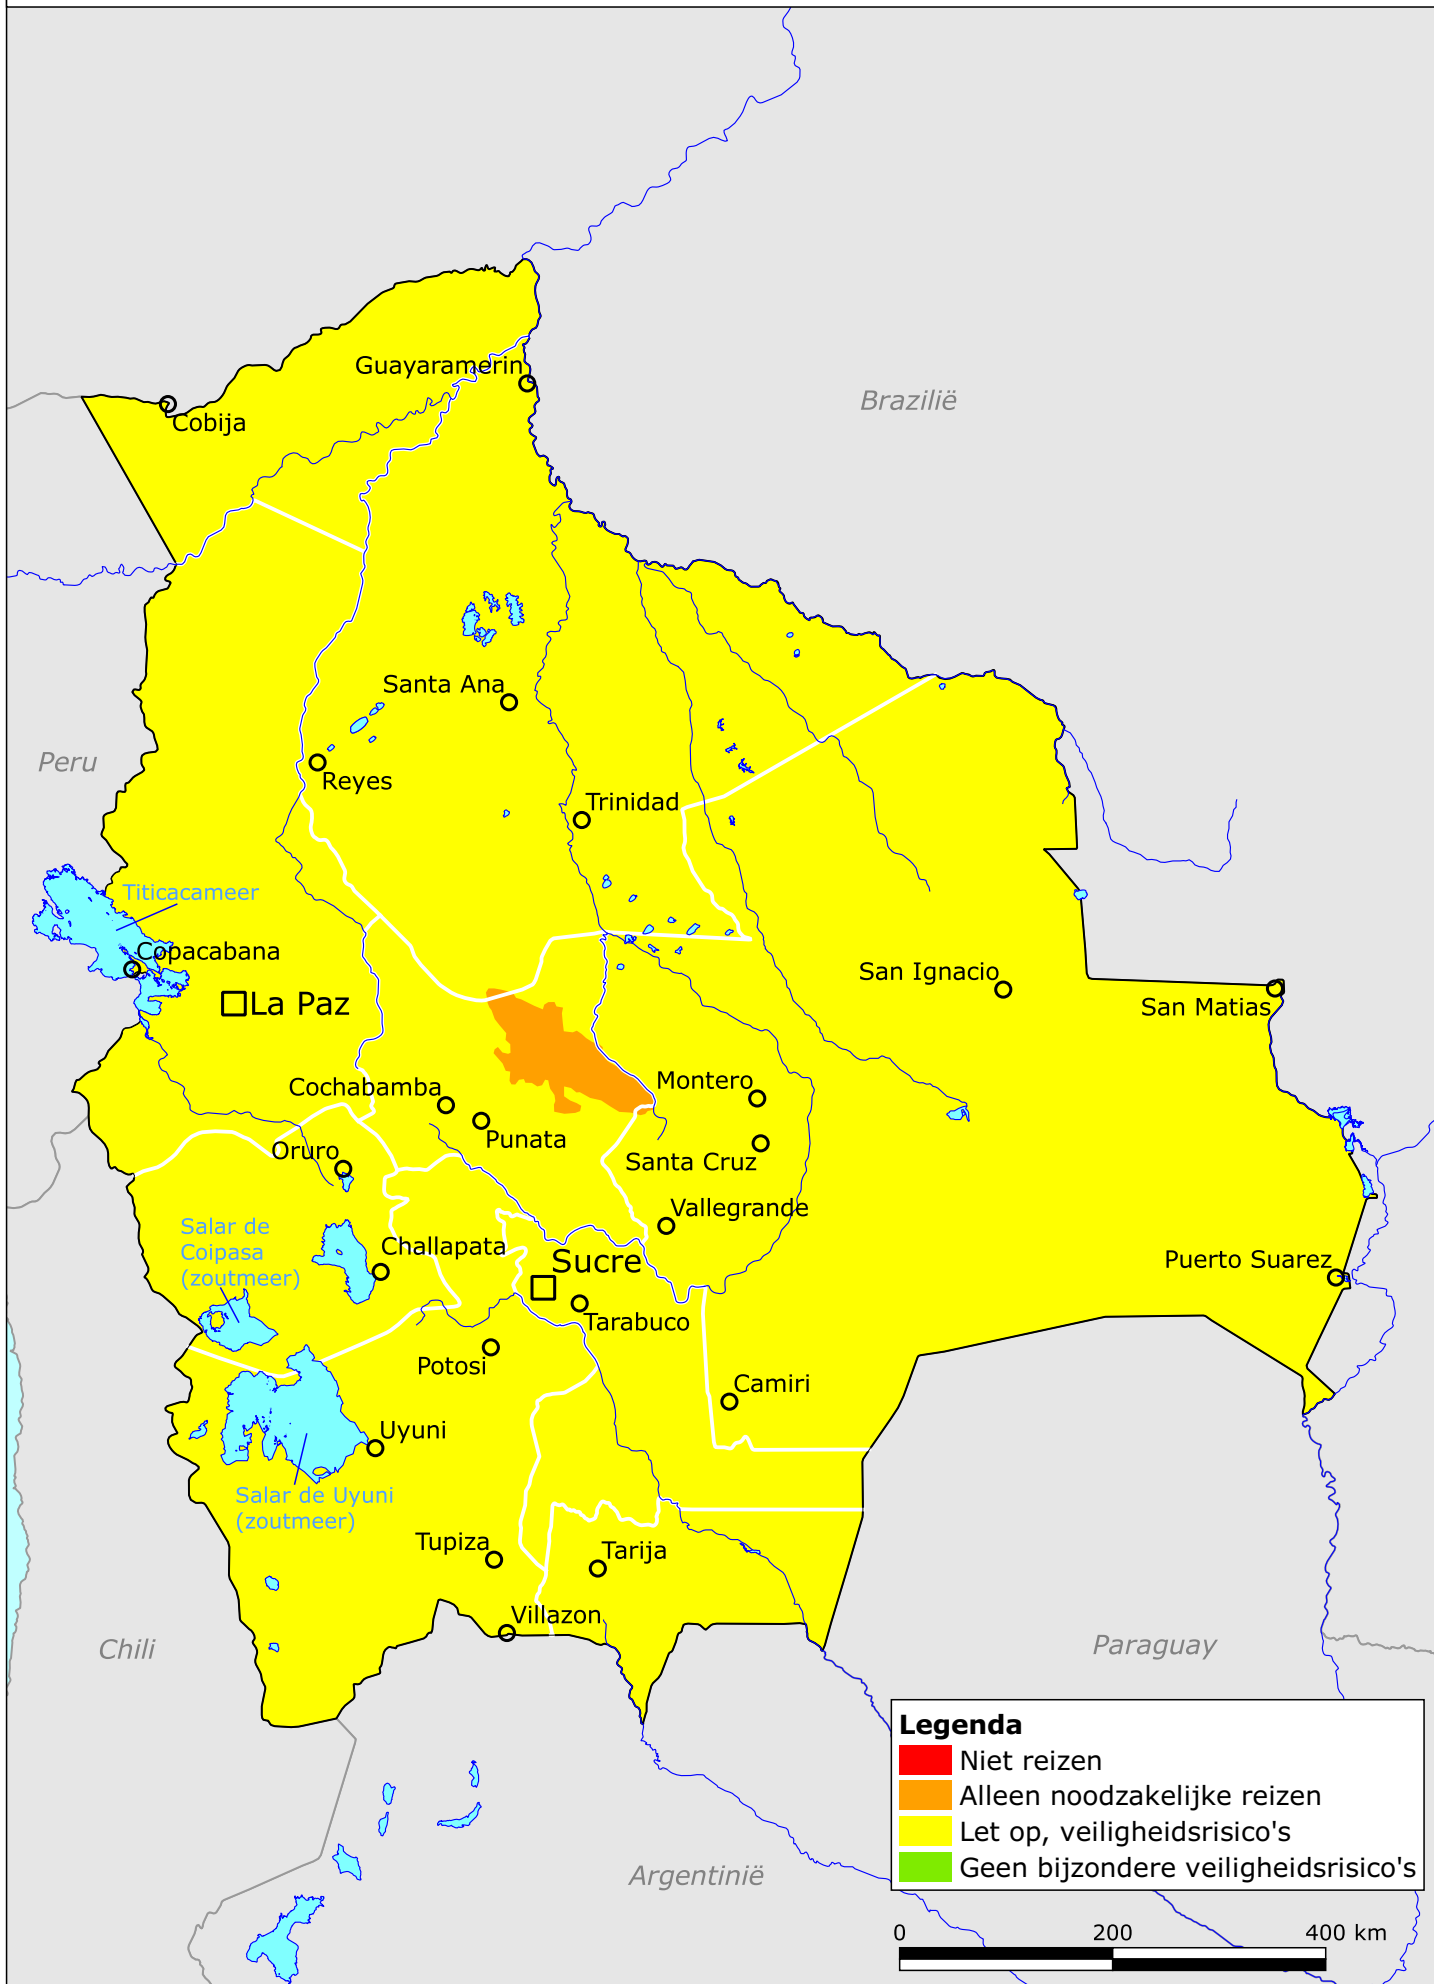 Guayaramerin
Brazilië
Cobija
Santa Ana
Peru
Reyes
Trinidad
Titicacameer
Copacabana
La Paz
San Ignacio
San Matias
Cochabamba
Montero
Punata
Oruro
Santa Cruz
Vallegrande
Salar de
Coipasa
(zoutmeer)
Challapata
Sucre
Puerto Suarez
Tarabuco
Potosi
Camiri
Uyuni
Salar de Uyuni
(zoutmeer)
Tupiza
Tarija
Villazon
Chili
Paraguay
Argentinië
Legenda
Niet reizen
Alleen noodzakelijke reizen
Let op, veiligheidsrisico's
Geen bijzondere veiligheidsrisico's
0 200 400 km